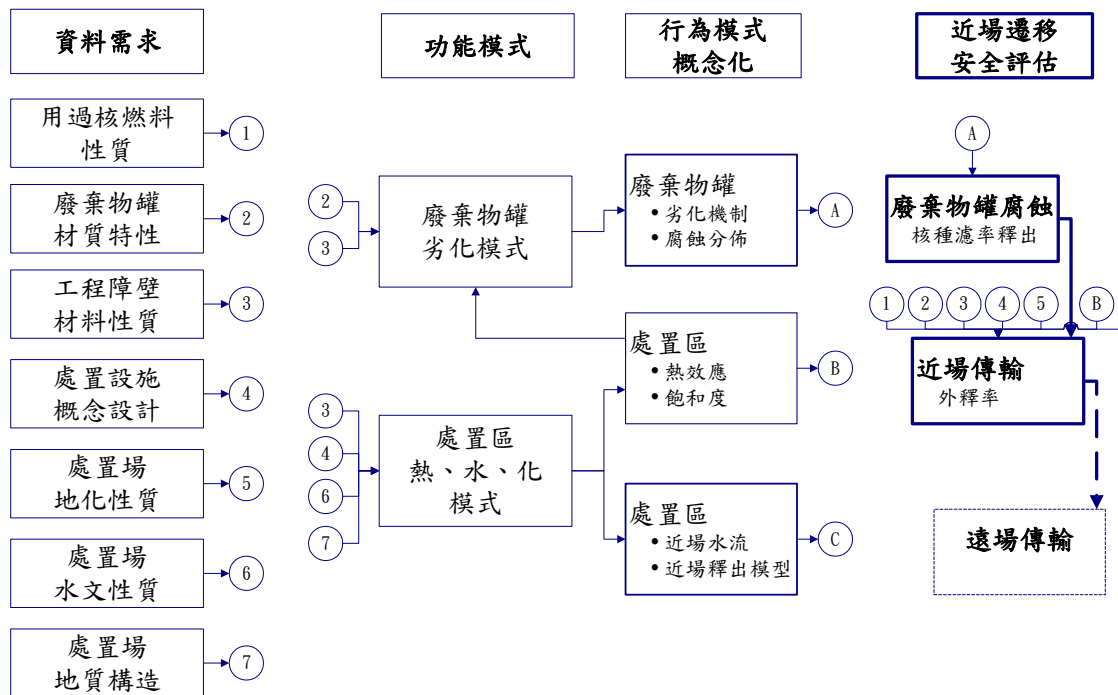 資料需求
功能模式
行為模式
概念化
近場遷移
安全評估
用過核燃料
性質
1
廢棄物罐
材質特性
2
工程障壁
材料性質
3
處置設施
概念設計
4
處置場
地化性質
5
處置場
水文性質
6
處置場
地質構造
7
2
3
廢棄物罐
劣化模式
3
4
6
7
處置區
熱、水、化
模式
廢棄物罐
• 劣化機制
• 腐蝕分佈
A
處置區
• 熱效應
• 飽和度
B
處置區
• 近場水流
• 近場釋出模型
C
A
廢棄物罐腐蝕
核種濾率釋出
1 2 3 4 5 B
近場傳輸
外釋率
遠場傳輸